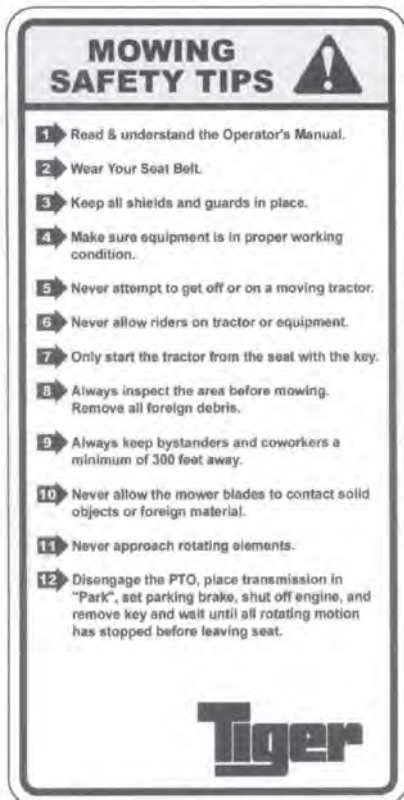 MOWING
SAFETY TIPS
1 Read & understand the Operator's Manual.
2 Wear Your Seat Belt.
3 Keep all shields and guards in place.
4 Make sure equipment is in proper working
condition.
5 Never attempt to get off or on a moving tractor.
6 Never allow riders on tractor or equipment.
7 Only start the tractor from the seat with the key.
8 Always inspect the area before mowing.
Remove all foreign debris.
9 Always keep bystanders and coworkers a
minimum of 300 feet away.
10 Never allow the mower blades to contact solid
objects or foreign material.
11 Never approach rotating elements.
12 Disengage the PTO, place transmission in
"Park", set parking brake, shut off engine, and
remove key and wait until all rotating motion
has stopped before leaving seat.
Tiger